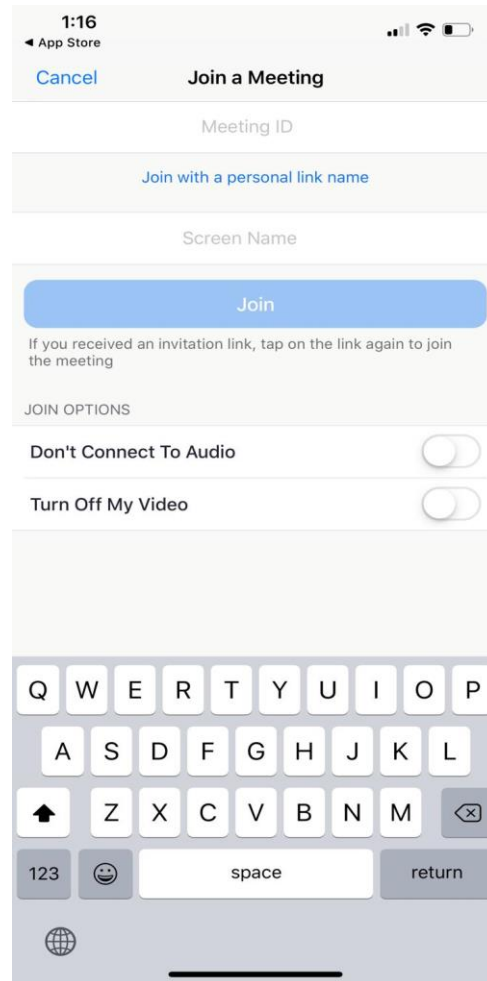 1:16
◀ App Store
Cancel
Join a Meeting
Meeting ID
Join with a personal link name
Screen Name
Join
If you received an invitation link, tap on the link again to join
the meeting
JOIN OPTIONS
Don't Connect To Audio
Turn Off My Video
Q W E R T Y U I O P
A S D F G H J K L
Z X C V B N M
123 space return